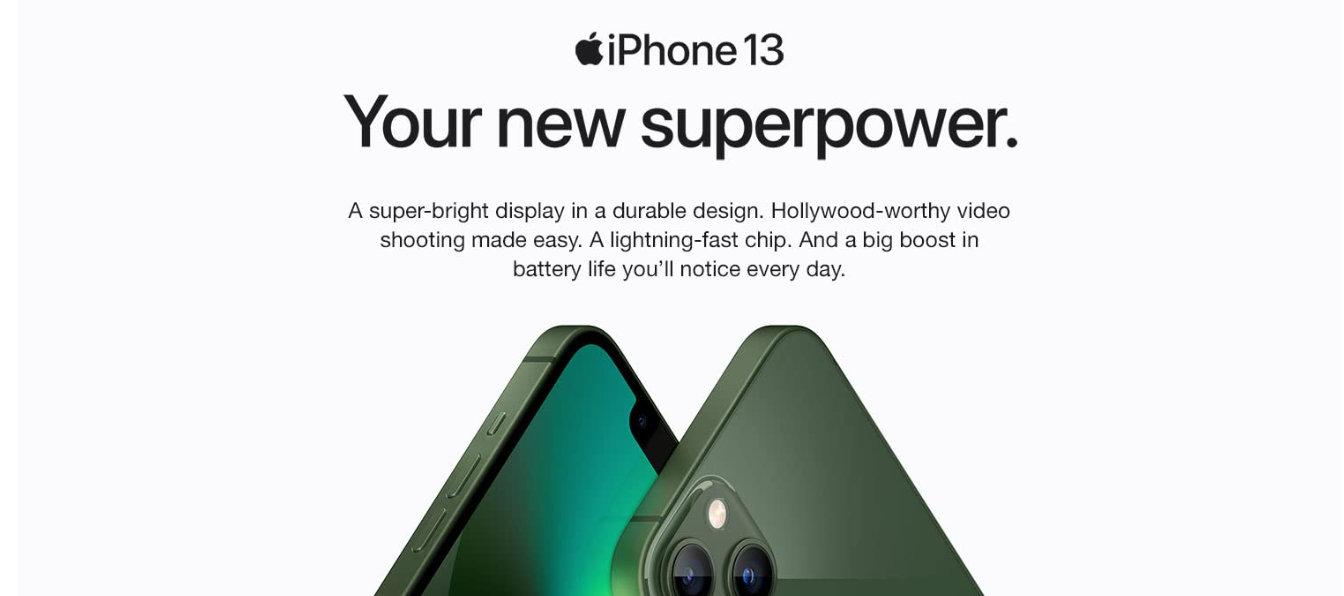 iPhone 13
Your new superpower.
A super-bright display in a durable design. Hollywood-worthy video
shooting made easy. A lightning-fast chip. And a big boost in
battery life you’ll notice every day.